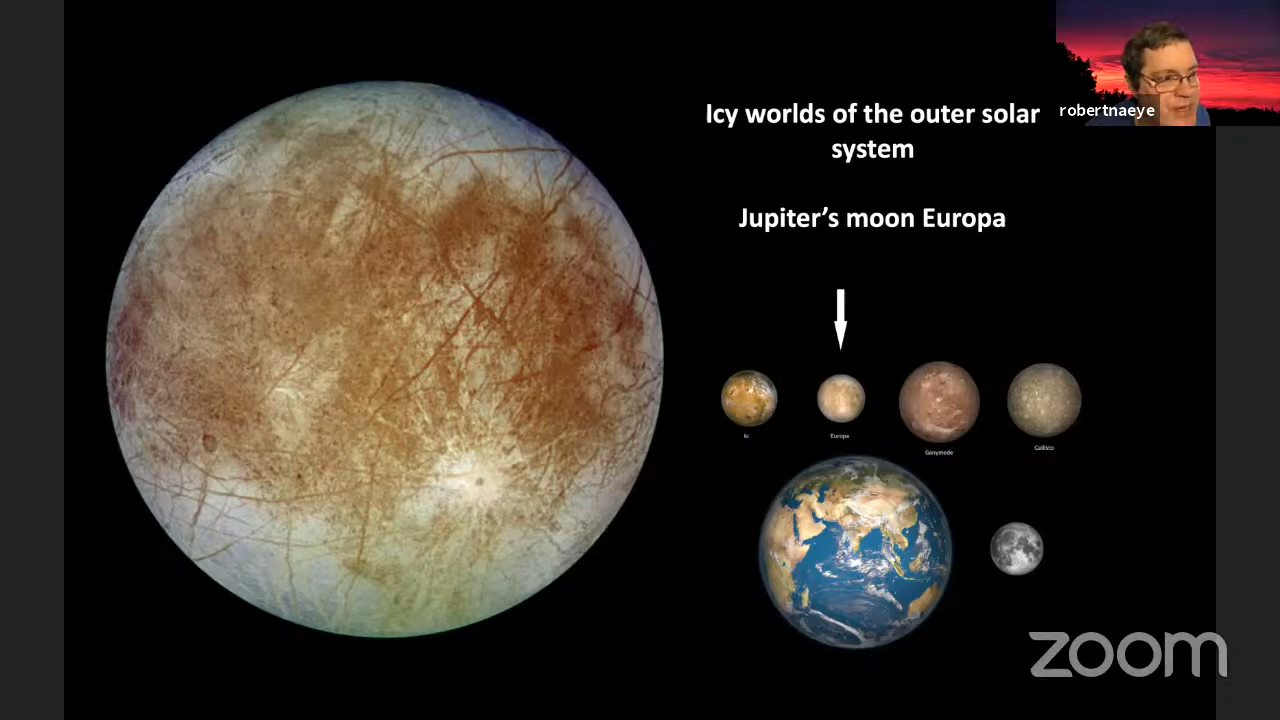 robertnaeye
Icy worlds of the outer solar
system
Jupiter’s moon Europa
Io
Europa
Ganymede
Callisto
zoom